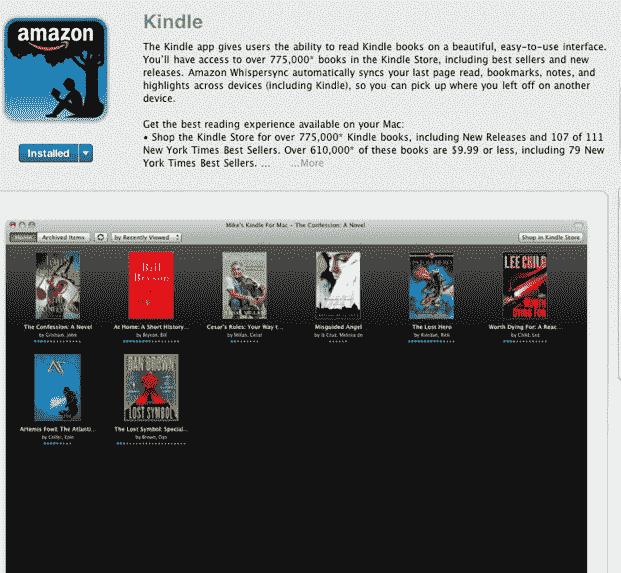 amazon
Kindle
The Kindle app gives users the ability to read Kindle books on a beautiful, easy-to-use interface.
You'll have access to over 775,000* books in the Kindle Store, including best sellers and new
releases. Amazon Whispersync automatically syncs your last page read, bookmarks, notes, and
highlights across devices (including Kindle), so you can pick up where you left off on another
device.
Get the best reading experience available on your Mac:
• Shop the Kindle Store for over 775,000* Kindle books, including New Releases and 107 of 111
New York Times Best Sellers. Over 610,000* of these books are $9.99 or less, including 79 New
York Times Best Sellers. ... ...More
Installed
Mike's Kindle For Mac - The Confession: A Novel
Home Archived Items by Recently Viewed Shop in Kindle Store
Bill
Bryson
LEE CHILD
The Confession: A Novel
by Grisham, John
At Home: A Short History...
by Bryson, Bill
Cesar's Rules: Your Way t...
by Millan, Cesar
Misguided Angel
by la Cruz, Melissa de
The Lost Hero
by Riordan, Rick
Worth Dying For: A Reac...
by Child, Lee
DAN BROWN
LOST SYMBOL
Artemis Fowl: The Atlanti...
by Colfer, Eoin
The Lost Symbol: Special...
by Brown, Dan